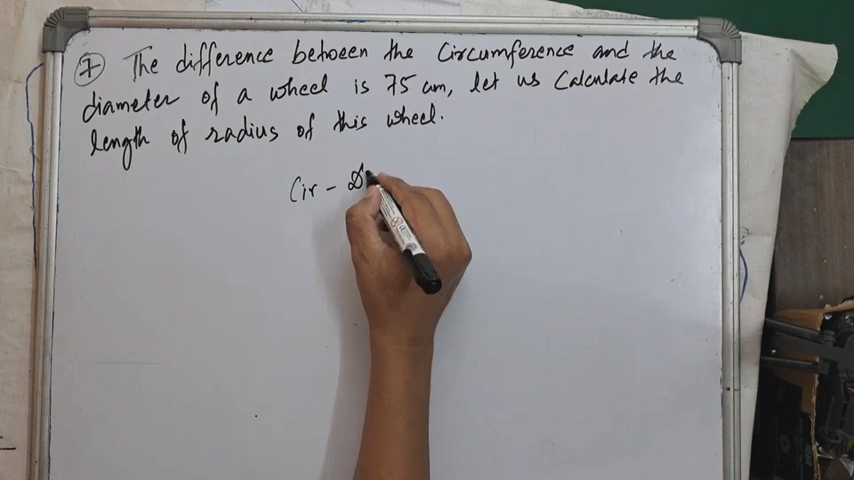 7 The difference between the Circumference and the
diameter of a wheel is 75 cm, let us Calculate the
length of radius of this wheel.
Cir - D